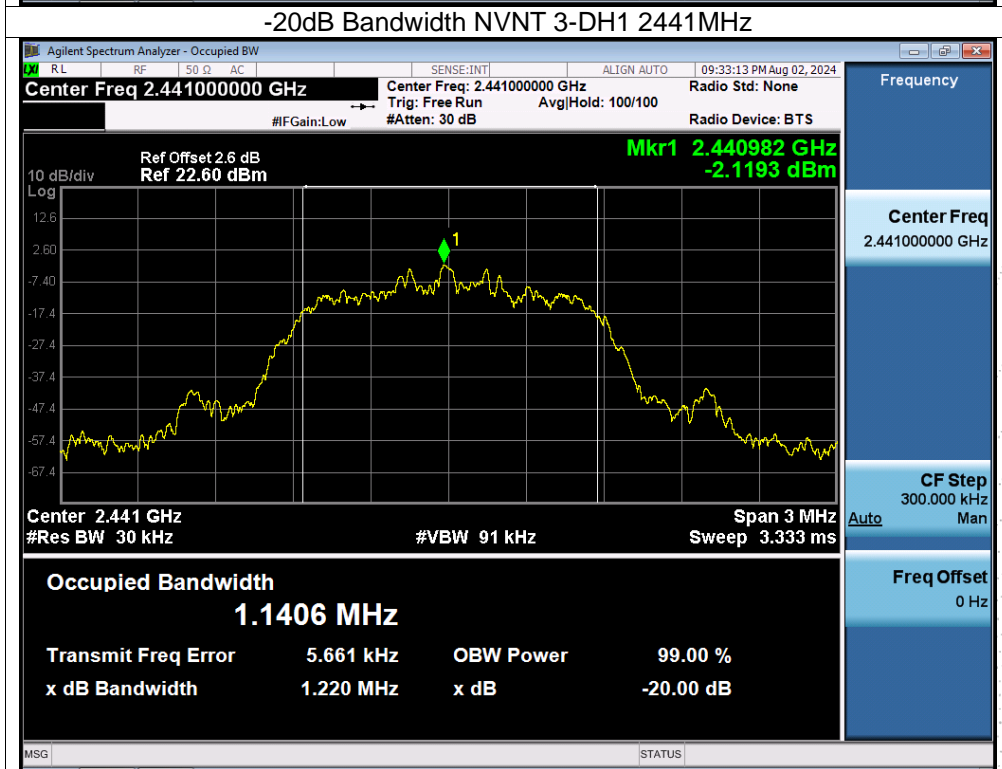 -20dB Bandwidth NVNT 3-DH1 2441MHz
Agilent Spectrum Analyzer - Occupied BW
LXI RL RF 50 Ω AC SENSE:INT ALIGN AUTO 09:33:13 PM Aug 02, 2024
Center Freq 2.441000000 GHz
Center Freq: 2.441000000 GHz
Radio Std: None
Trig: Free Run Avg|Hold: 100/100
#IFGain:Low
#Atten: 30 dB
Radio Device: BTS
Frequency
Mkr1 2.440982 GHz
-2.1193 dBm
Ref Offset 2.6 dB
10 dB/div Ref 22.60 dBm
Log
12.6
2.60
-7.40
-17.4
-27.4
-37.4
-47.4
-57.4
-67.4
1
Center 2.441 GHz Span 3 MHz
#Res BW 30 kHz #VBW 91 kHz Sweep 3.333 ms
Center Freq
2.441000000 GHz
CF Step
300.000 kHz
Auto Man
Freq Offset
0 Hz
Occupied Bandwidth
1.1406 MHz
Transmit Freq Error 5.661 kHz OBW Power 99.00 %
x dB Bandwidth 1.220 MHz x dB -20.00 dB
MSG STATUS